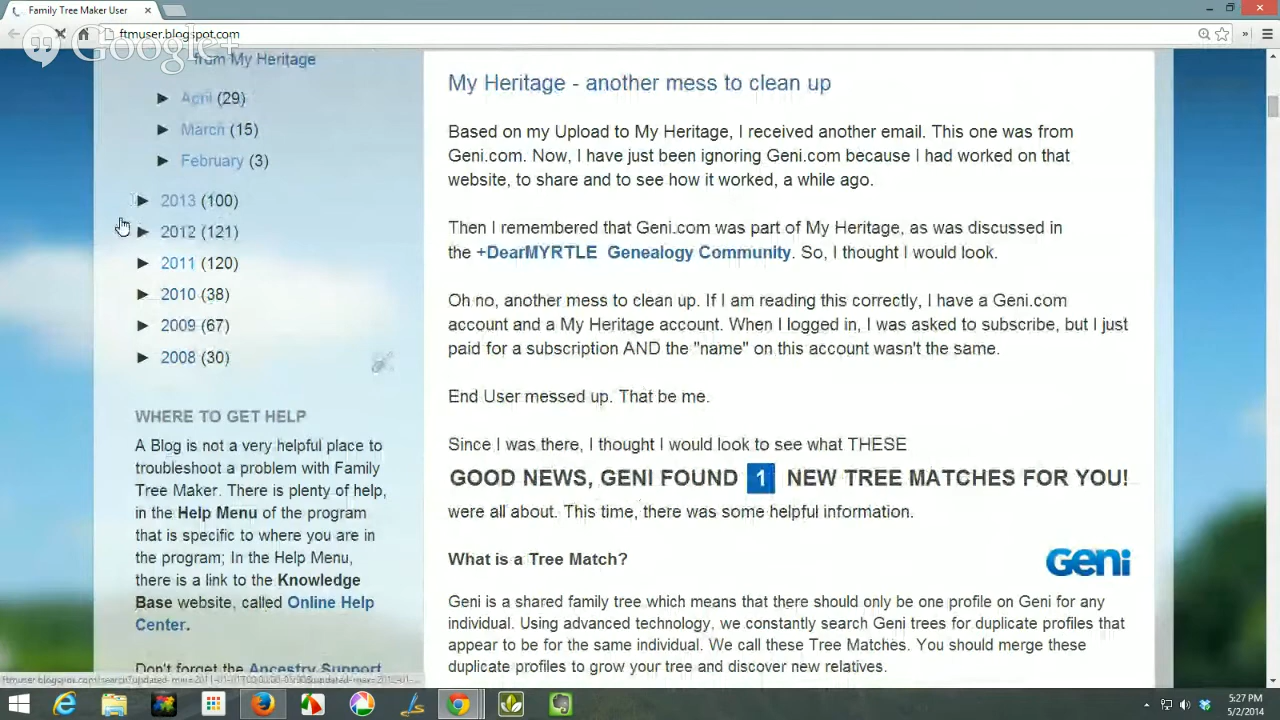 Family Tree Maker User
ftmuser.blogspot.com
Google+
from My Heritage
► April (29)
► March (15)
► February (3)
► 2013 (100)
► 2012 (121)
► 2011 (120)
► 2010 (38)
► 2009 (67)
► 2008 (30)
WHERE TO GET HELP
A Blog is not a very helpful place to
troubleshoot a problem with Family
Tree Maker. There is plenty of help,
in the Help Menu of the program
that is specific to where you are in
the program; In the Help Menu,
there is a link to the Knowledge
Base website, called Online Help
Center.
Don't forget the Ancestry Support
My Heritage - another mess to clean up
Based on my Upload to My Heritage, I received another email. This one was from
Geni.com. Now, I have just been ignoring Geni.com because I had worked on that
website, to share and to see how it worked, a while ago.
Then I remembered that Geni.com was part of My Heritage, as was discussed in
the +DearMYRTLE Genealogy Community. So, I thought I would look.
Oh no, another mess to clean up. If I am reading this correctly, I have a Geni.com
account and a My Heritage account. When I logged in, I was asked to subscribe, but I just
paid for a subscription AND the "name" on this account wasn't the same.
End User messed up. That be me.
Since I was there, I thought I would look to see what THESE
GOOD NEWS, GENI FOUND 1 NEW TREE MATCHES FOR YOU!
were all about. This time, there was some helpful information.
What is a Tree Match?
Geni
Geni is a shared family tree which means that there should only be one profile on Geni for any
individual. Using advanced technology, we constantly search Geni trees for duplicate profiles that
appear to be for the same individual. We call these Tree Matches. You should merge these
duplicate profiles to grow your tree and discover new relatives.
5:27 PM
5/2/2014